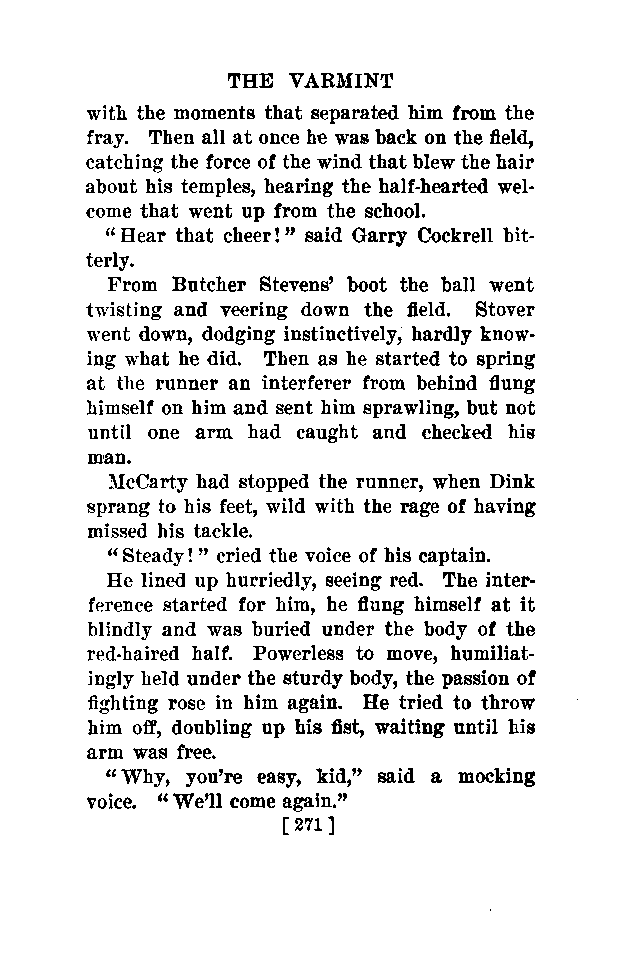 THE VARMINT
with the moments that separated him from the
fray. Then all at once he was back on the field,
catching the force of the wind that blew the hair
about his temples, hearing the half-hearted wel-
come that went up from the school.
"Hear that cheer!" said Garry Cockrell bit-
terly.
From Butcher Stevens' boot the ball went
twisting and veering down the field. Stover
went down, dodging instinctively, hardly know-
ing what he did. Then as he started to spring
at the runner an interferer from behind flung
himself on him and sent him sprawling, but not
until one arm had caught and checked his
man.
McCarty had stopped the runner, when Dink
sprang to his feet, wild with the rage of having
missed his tackle.
"Steady!" cried the voice of his captain.
He lined up hurriedly, seeing red. The inter-
ference started for him, he flung himself at it
blindly and was buried under the body of the
red-haired half. Powerless to move, humiliat-
ingly held under the sturdy body, the passion of
fighting rose in him again. He tried to throw
him off, doubling up his fist, waiting until his
arm was free.
"Why, you're easy, kid," said a mocking
voice. "We'll come again."
[271]